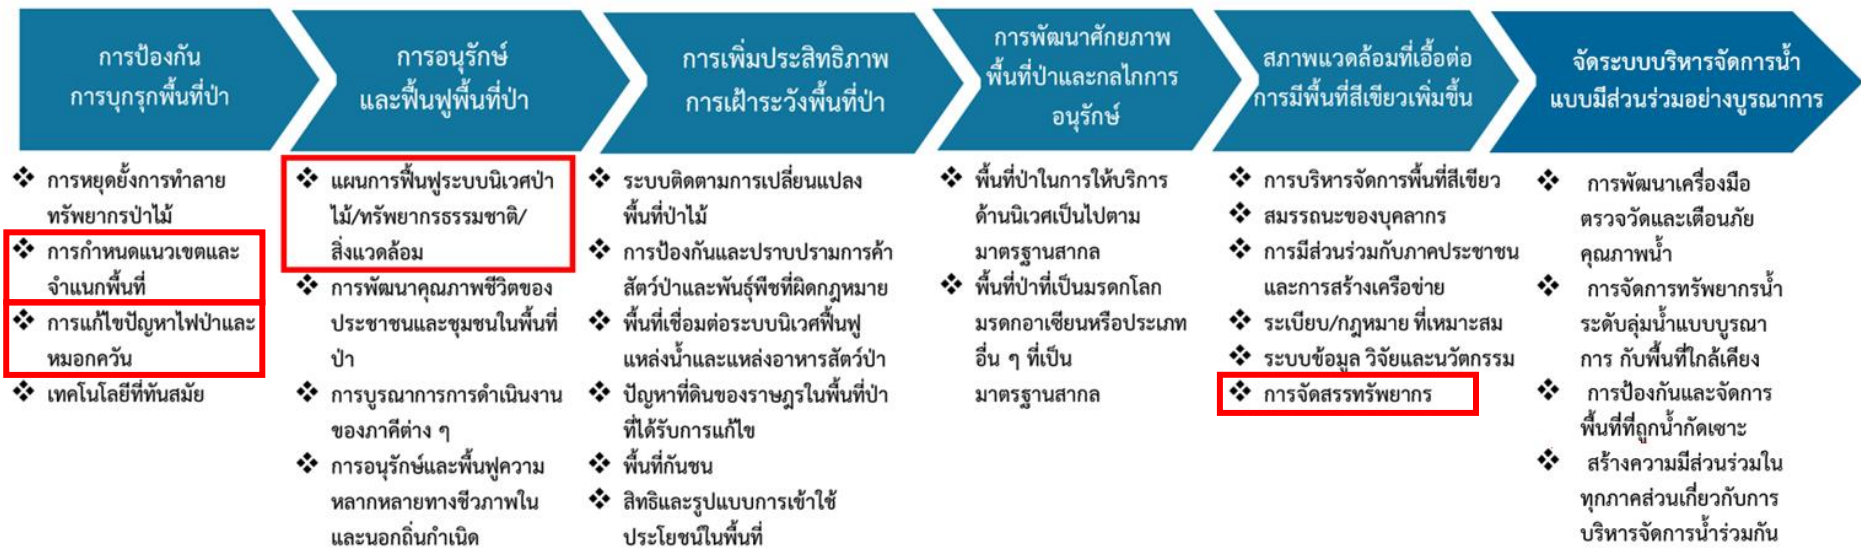 การป้องกัน
การบุกรุกพื้นที่ป่า
การอนุรักษ์
และฟื้นฟูพื้นที่ป่า
การเพิ่มประสิทธิภาพ
การเฝ้าระวังพื้นที่ป่า
การพัฒนาศักยภาพ
พื้นที่ป่าและกลไกการ
อนุรักษ์
สภาพแวดล้อมที่เอื้อต่อ
การมีพื้นที่สีเขียวเพิ่มขึ้น
จัดระบบบริหารจัดการน้ำ
แบบมีส่วนร่วมอย่างบูรณาการ
❖ การหยุดยั้งการทำลาย
ทรัพยากรป่าไม้
❖ การกำหนดแนวเขตและ
จำแนกพื้นที่
❖ การแก้ไขปัญหาไฟป่าและ
หมอกควัน
❖ เทคโนโลยีที่ทันสมัย
❖ แผนการฟื้นฟูระบบนิเวศป่า
ไม้/ทรัพยากรธรรมชาติ/
สิ่งแวดล้อม
❖ การพัฒนาคุณภาพชีวิตของ
ประชาชนและชุมชนในพื้นที่
ป่า
❖ การบูรณาการการดำเนินงาน
ของภาคีต่าง ๆ
❖ การอนุรักษ์และฟื้นฟูความ
หลากหลายทางชีวภาพใน
และนอกถิ่นกำเนิด
❖ ระบบติดตามการเปลี่ยนแปลง
พื้นที่ป่าไม้
❖ การป้องกันและปราบปรามการค้า
สัตว์ป่าและพันธุ์พืชที่ผิดกฎหมาย
❖ พื้นที่เชื่อมต่อระบบนิเวศฟื้นฟู
แหล่งน้ำและแหล่งอาหารสัตว์ป่า
❖ ปัญหาที่ดินของราษฎรในพื้นที่ป่า
ที่ได้รับการแก้ไข
❖ พื้นที่กันชน
❖ สิทธิและรูปแบบการเข้าใช้
ประโยชน์ในพื้นที่
❖ พื้นที่ป่าในการให้บริการ
ด้านนิเวศเป็นไปตาม
มาตรฐานสากล
❖ พื้นที่ป่าที่เป็นมรดกโลก
มรดกอาเซียนหรือประเภท
อื่น ๆ ที่เป็น
มาตรฐานสากล
❖ การบริหารจัดการพื้นที่สีเขียว
❖ สมรรถนะของบุคลากร
❖ การมีส่วนร่วมกับภาคประชาชน
และการสร้างเครือข่าย
❖ ระเบียบ/กฎหมาย ที่เหมาะสม
❖ ระบบข้อมูล วิจัยและนวัตกรรม
❖ การจัดสรรทรัพยากร
❖ การพัฒนาเครื่องมือ
ตรวจวัดและเตือนภัย
คุณภาพน้ำ
❖ การจัดการทรัพยากรน้ำ
ระดับลุ่มน้ำแบบบูรณา
การ กับพื้นที่ใกล้เคียง
❖ การป้องกันและจัดการ
พื้นที่ที่ถูกน้ำกัดเซาะ
❖ สร้างความมีส่วนร่วมใน
ทุกภาคส่วนเกี่ยวกับการ
บริหารจัดการน้ำร่วมกัน